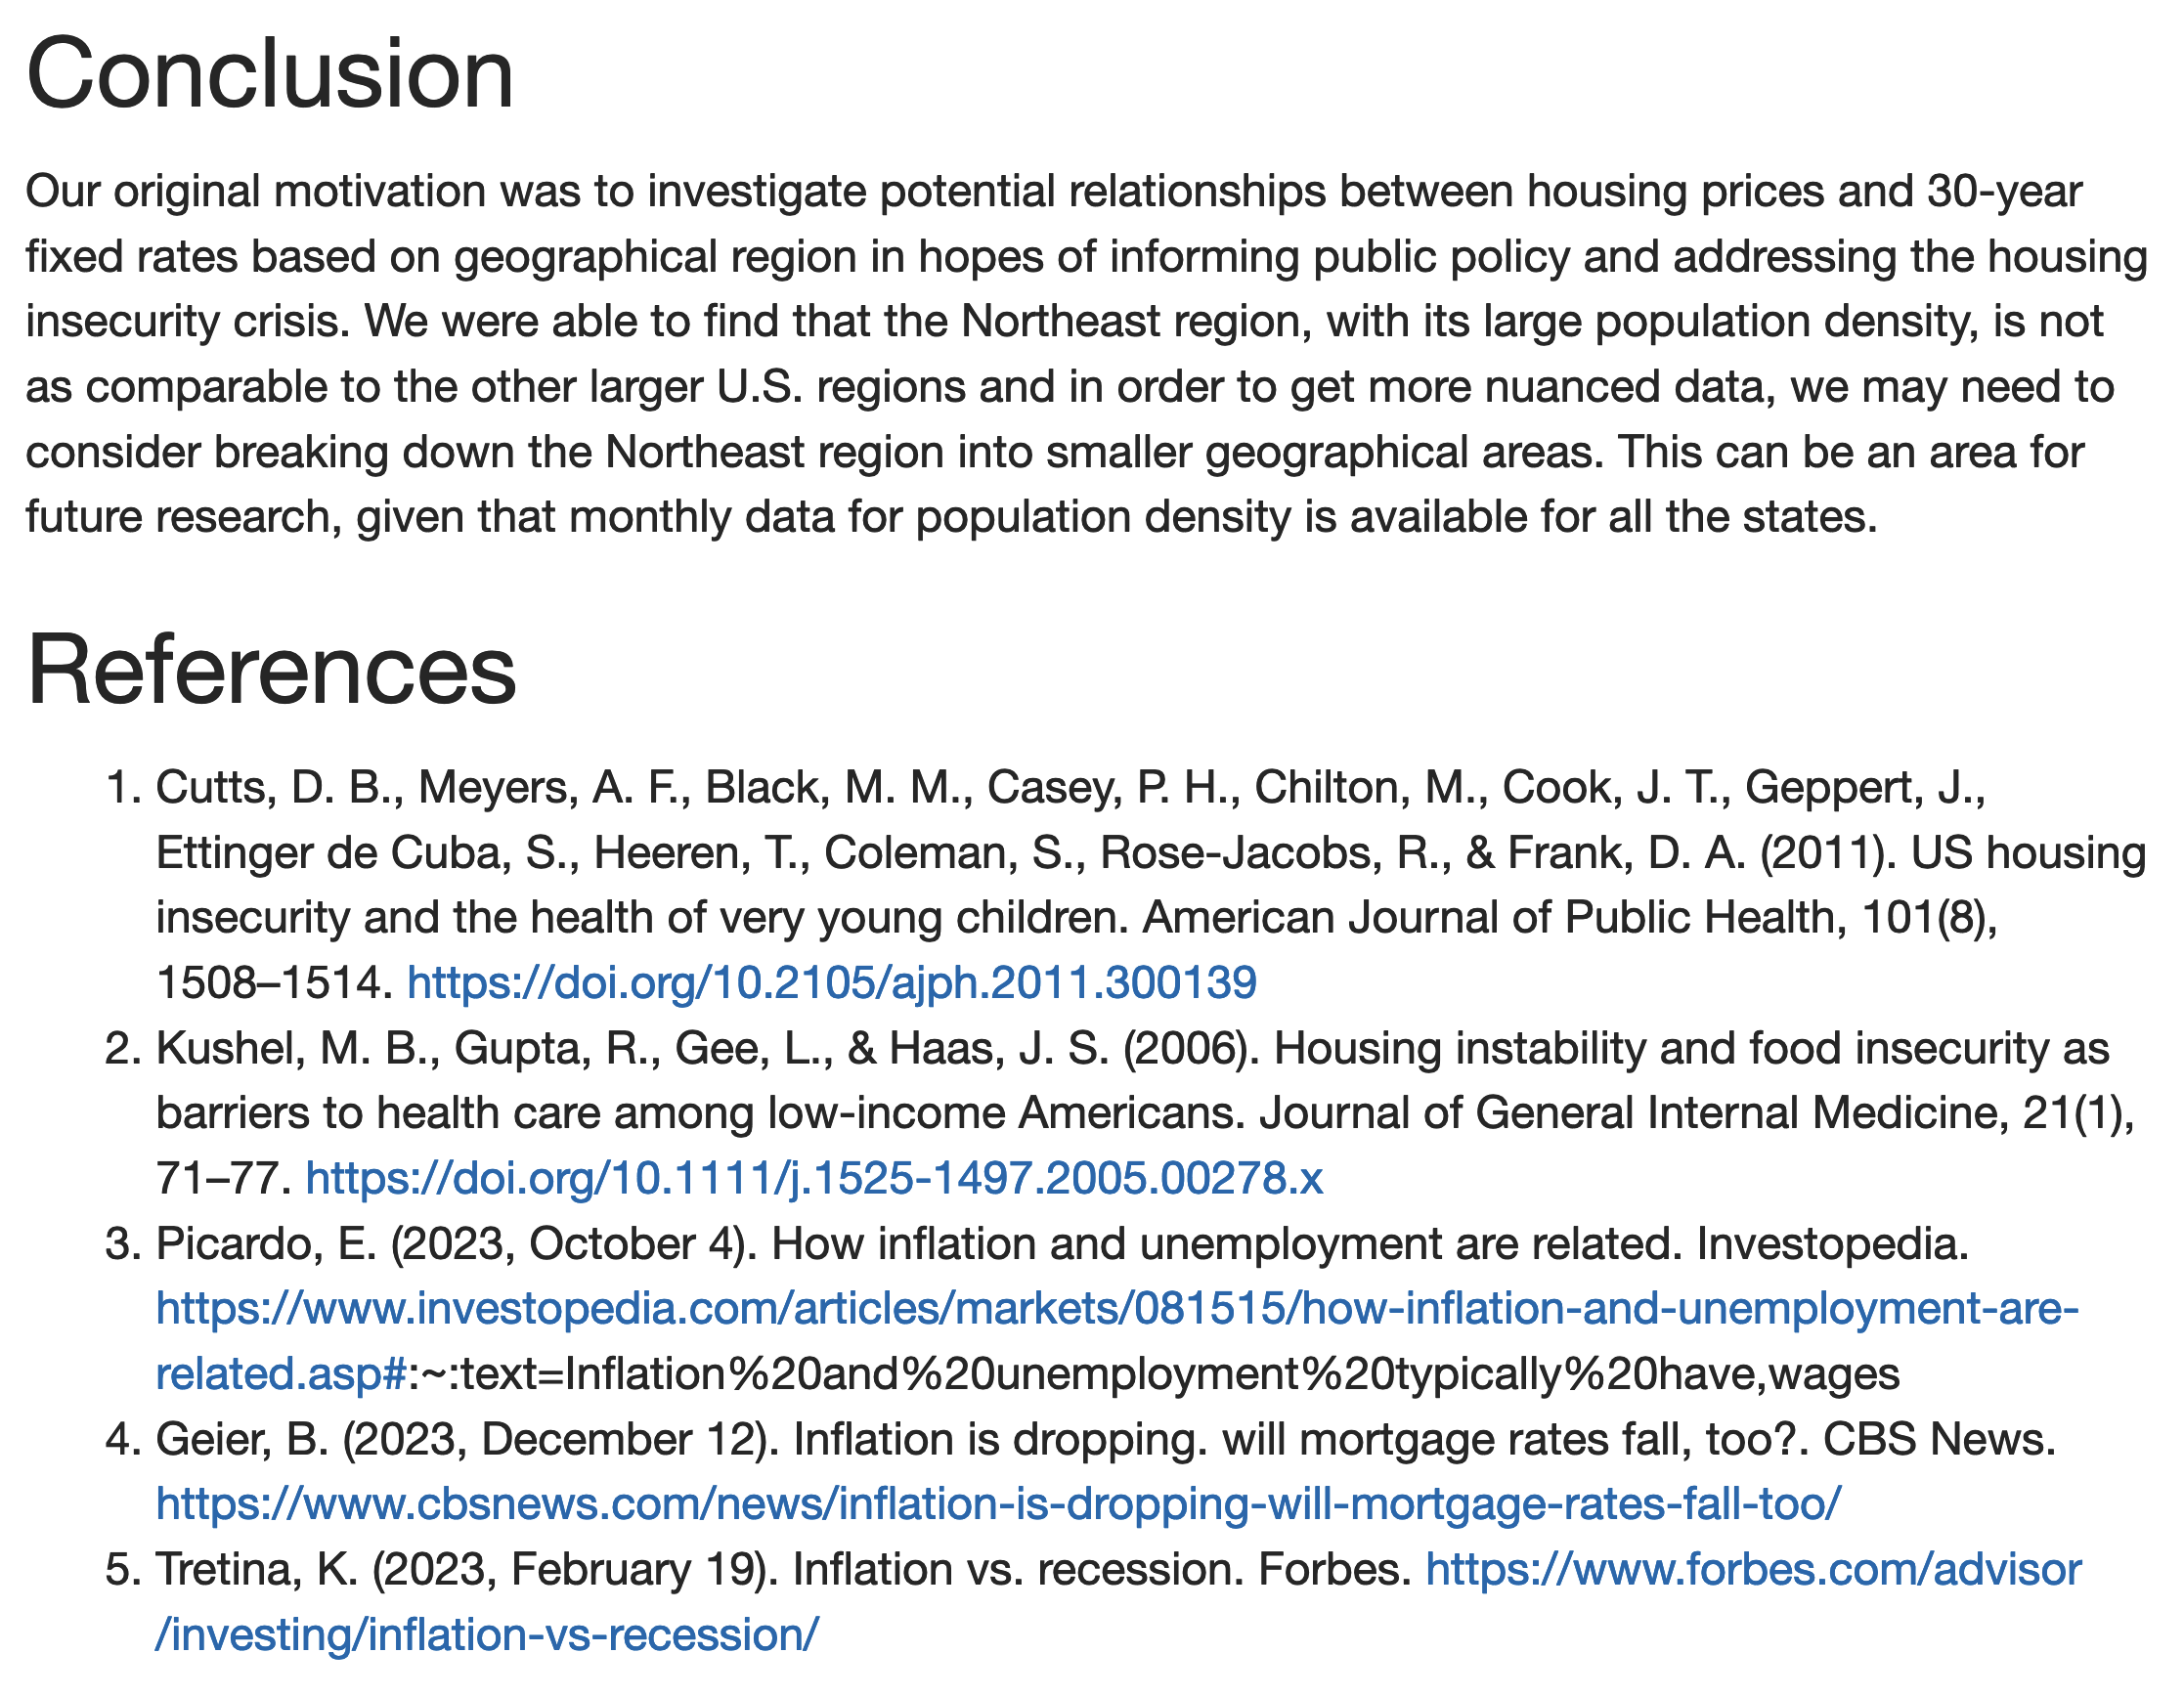 Conclusion
Our original motivation was to investigate potential relationships between housing prices and 30-year
fixed rates based on geographical region in hopes of informing public policy and addressing the housing
insecurity crisis. We were able to find that the Northeast region, with its large population density, is not
as comparable to the other larger U.S. regions and in order to get more nuanced data, we may need to
consider breaking down the Northeast region into smaller geographical areas. This can be an area for
future research, given that monthly data for population density is available for all the states.
References
1. Cutts, D. B., Meyers, A. F., Black, M. M., Casey, P. H., Chilton, M., Cook, J. T., Geppert, J.,
Ettinger de Cuba, S., Heeren, T., Coleman, S., Rose-Jacobs, R., & Frank, D. A. (2011). US housing
insecurity and the health of very young children. American Journal of Public Health, 101(8),
1508–1514. https://doi.org/10.2105/ajph.2011.300139
2. Kushel, M. B., Gupta, R., Gee, L., & Haas, J. S. (2006). Housing instability and food insecurity as
barriers to health care among low-income Americans. Journal of General Internal Medicine, 21(1),
71–77. https://doi.org/10.1111/j.1525-1497.2005.00278.x
3. Picardo, E. (2023, October 4). How inflation and unemployment are related. Investopedia.
https://www.investopedia.com/articles/markets/081515/how-inflation-and-unemployment-are-
related.asp#:~:text=Inflation%20and%20unemployment%20typically%20have,wages
4. Geier, B. (2023, December 12). Inflation is dropping. will mortgage rates fall, too?. CBS News.
https://www.cbsnews.com/news/inflation-is-dropping-will-mortgage-rates-fall-too/
5. Tretina, K. (2023, February 19). Inflation vs. recession. Forbes. https://www.forbes.com/advisor
/investing/inflation-vs-recession/